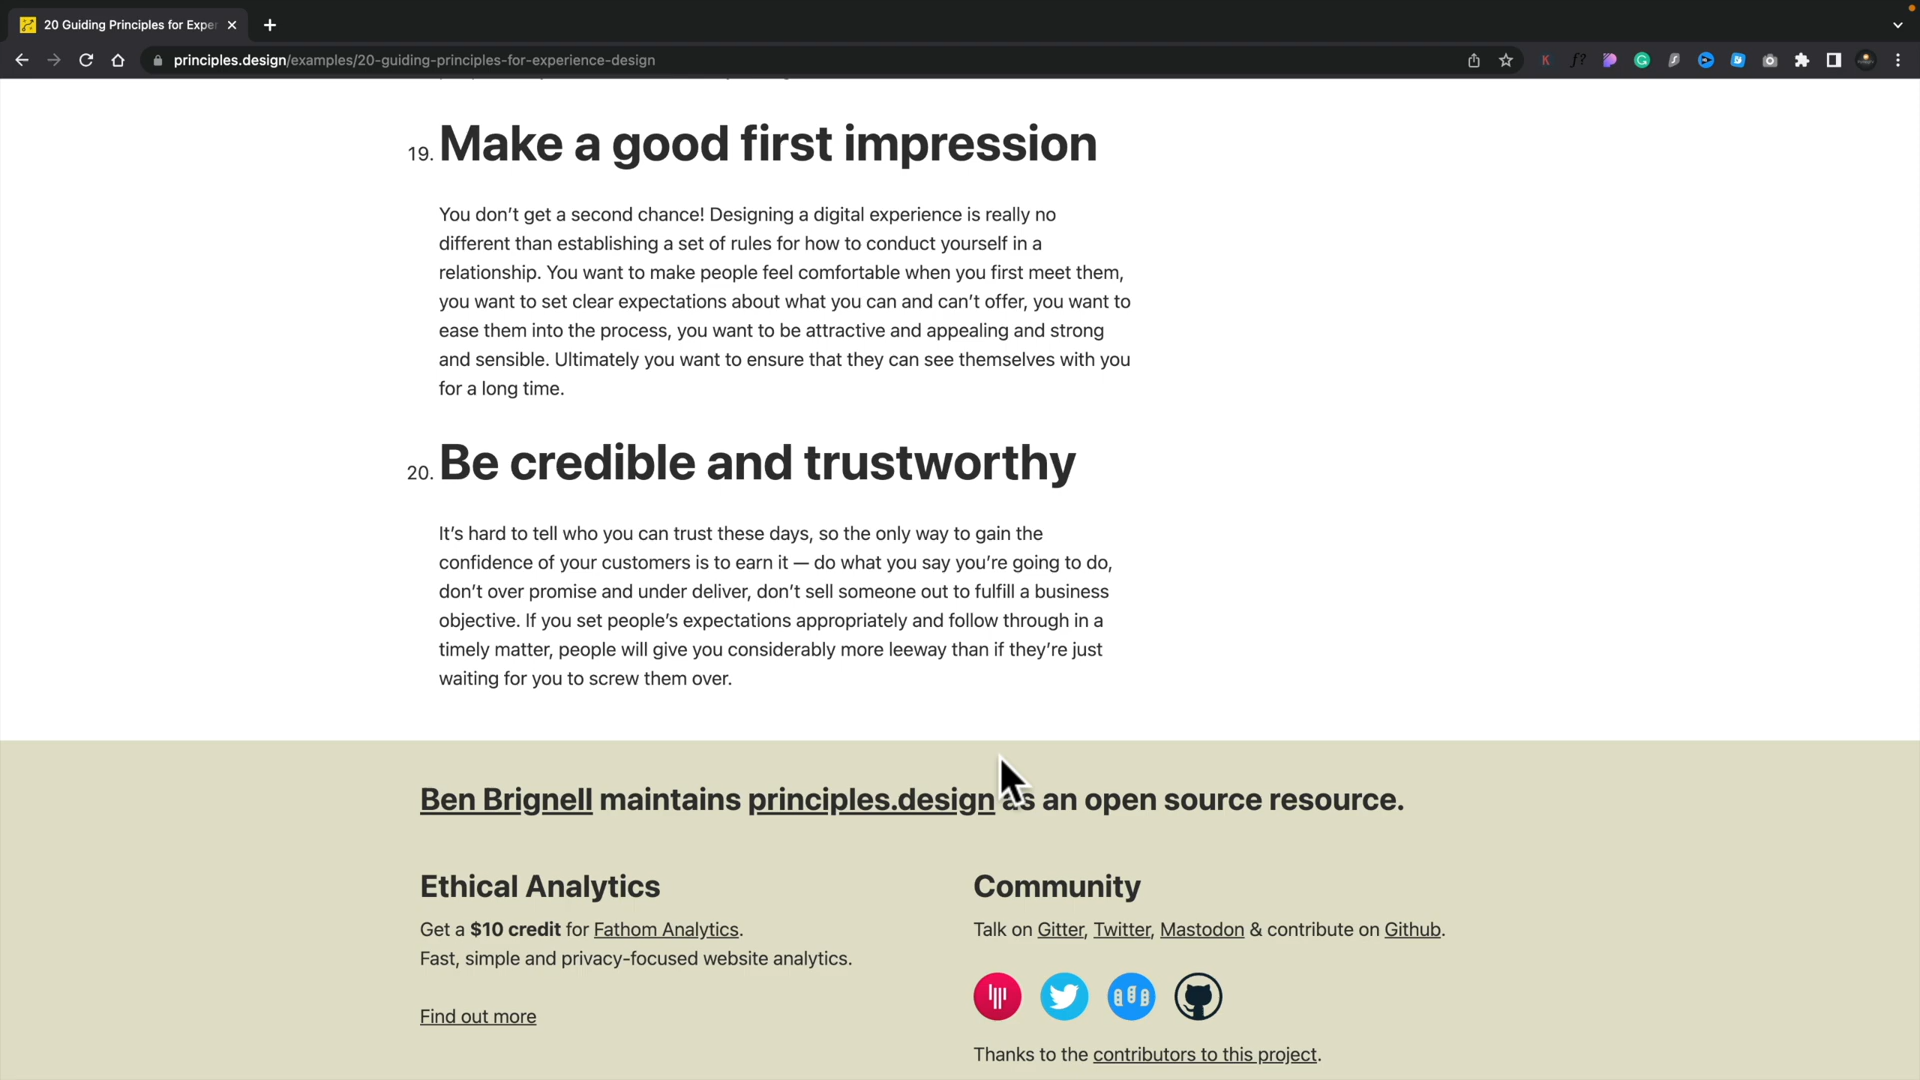 20 Guiding Principles for Expe
principles.design/examples/20-guiding-principles-for-experience-design
19. Make a good first impression
You don’t get a second chance! Designing a digital experience is really no
different than establishing a set of rules for how to conduct yourself in a
relationship. You want to make people feel comfortable when you first meet them,
you want to set clear expectations about what you can and can’t offer, you want to
ease them into the process, you want to be attractive and appealing and strong
and sensible. Ultimately you want to ensure that they can see themselves with you
for a long time.
20. Be credible and trustworthy
It’s hard to tell who you can trust these days, so the only way to gain the
confidence of your customers is to earn it — do what you say you’re going to do,
don’t over promise and under deliver, don’t sell someone out to fulfill a business
objective. If you set people’s expectations appropriately and follow through in a
timely matter, people will give you considerably more leeway than if they’re just
waiting for you to screw them over.
Ben Brignell maintains principles.design as an open source resource.
Ethical Analytics
Get a $10 credit for Fathom Analytics.
Fast, simple and privacy-focused website analytics.
Find out more
Community
Talk on Gitter, Twitter, Mastodon & contribute on Github.
Thanks to the contributors to this project.